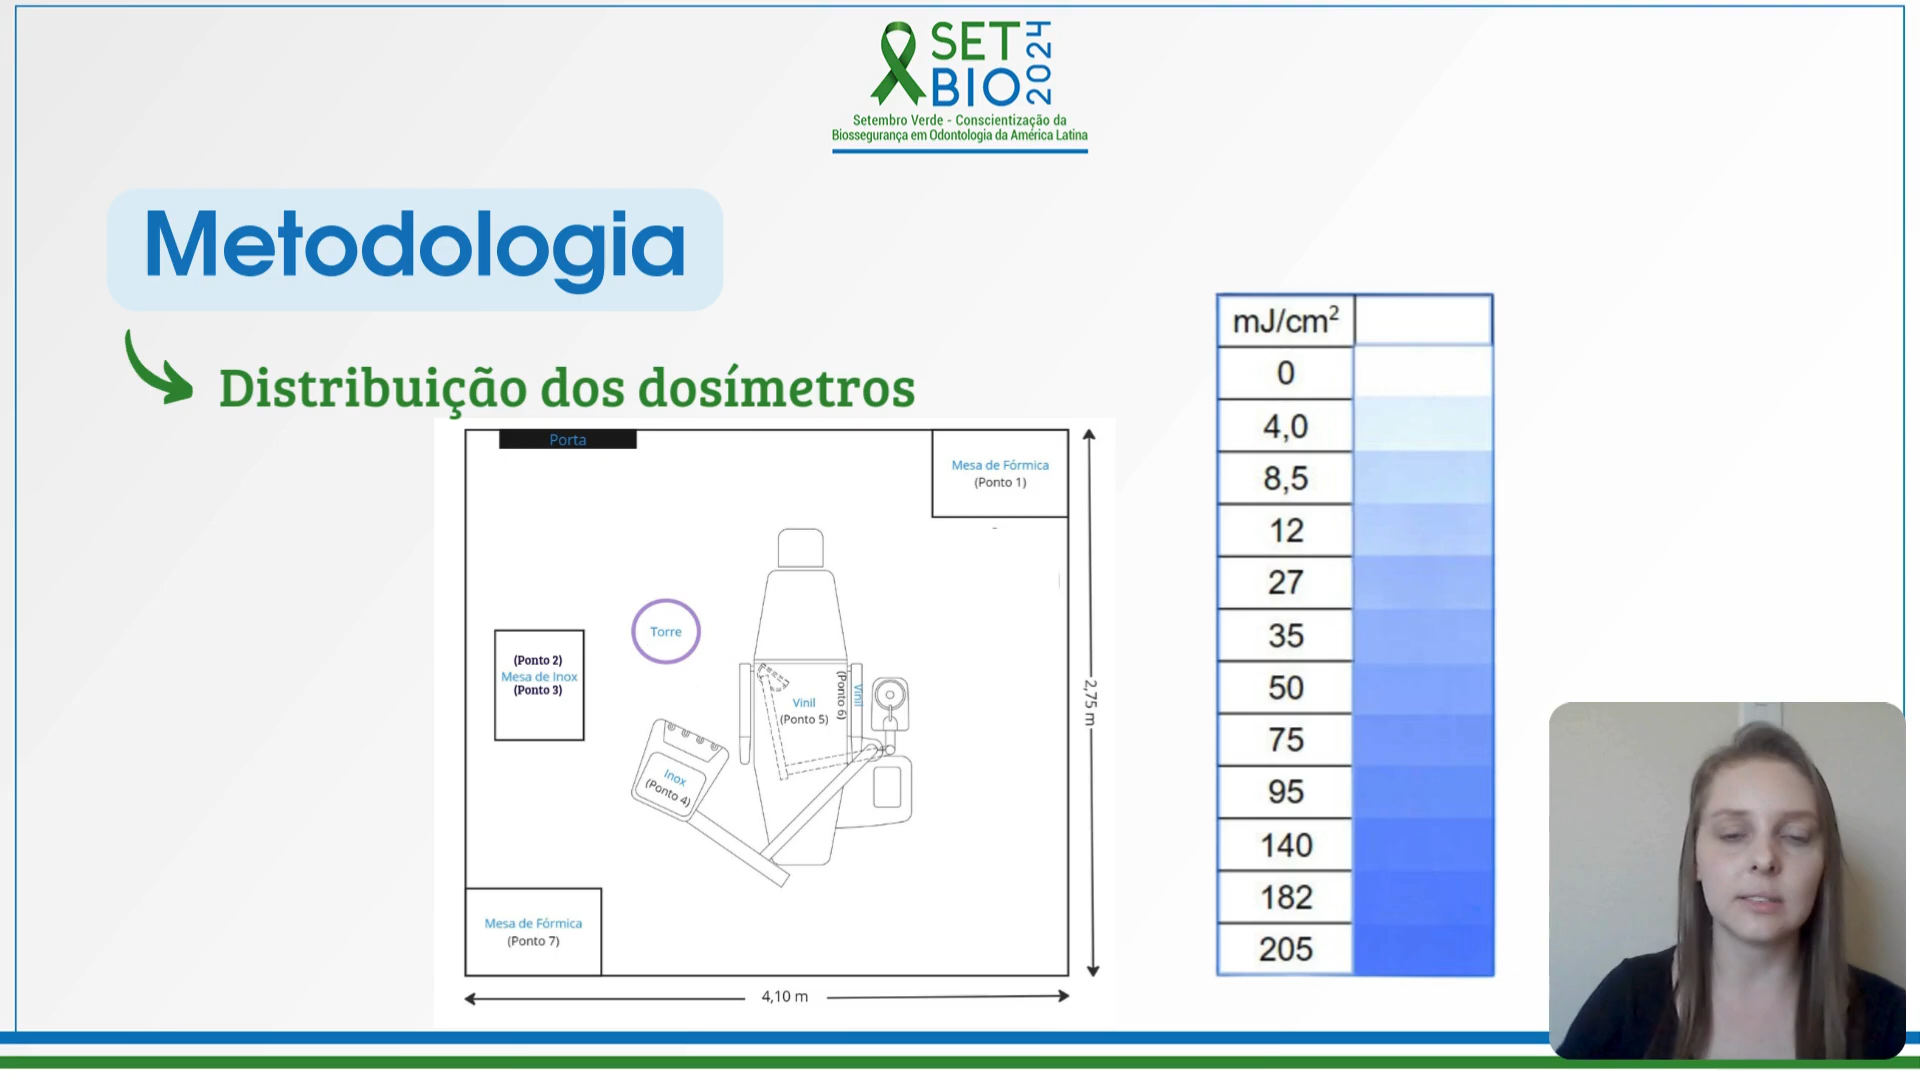 SET
BIO
2024
Setembro Verde - Conscientização da
Biossegurança em Odontologia da América Latina
Metodologia
Distribuição dos dosímetros
Porta
Mesa de Fórmica
(Ponto 1)
Torre
(Ponto 2)
Mesa de Inox
(Ponto 3)
Vinil
(Ponto 5)
Vinil
(Ponto 6)
Inox
(Ponto 4)
Mesa de Fórmica
(Ponto 7)
2,75 m
4,10 m
mJ/cm²
0
4,0
8,5
12
27
35
50
75
95
140
182
205